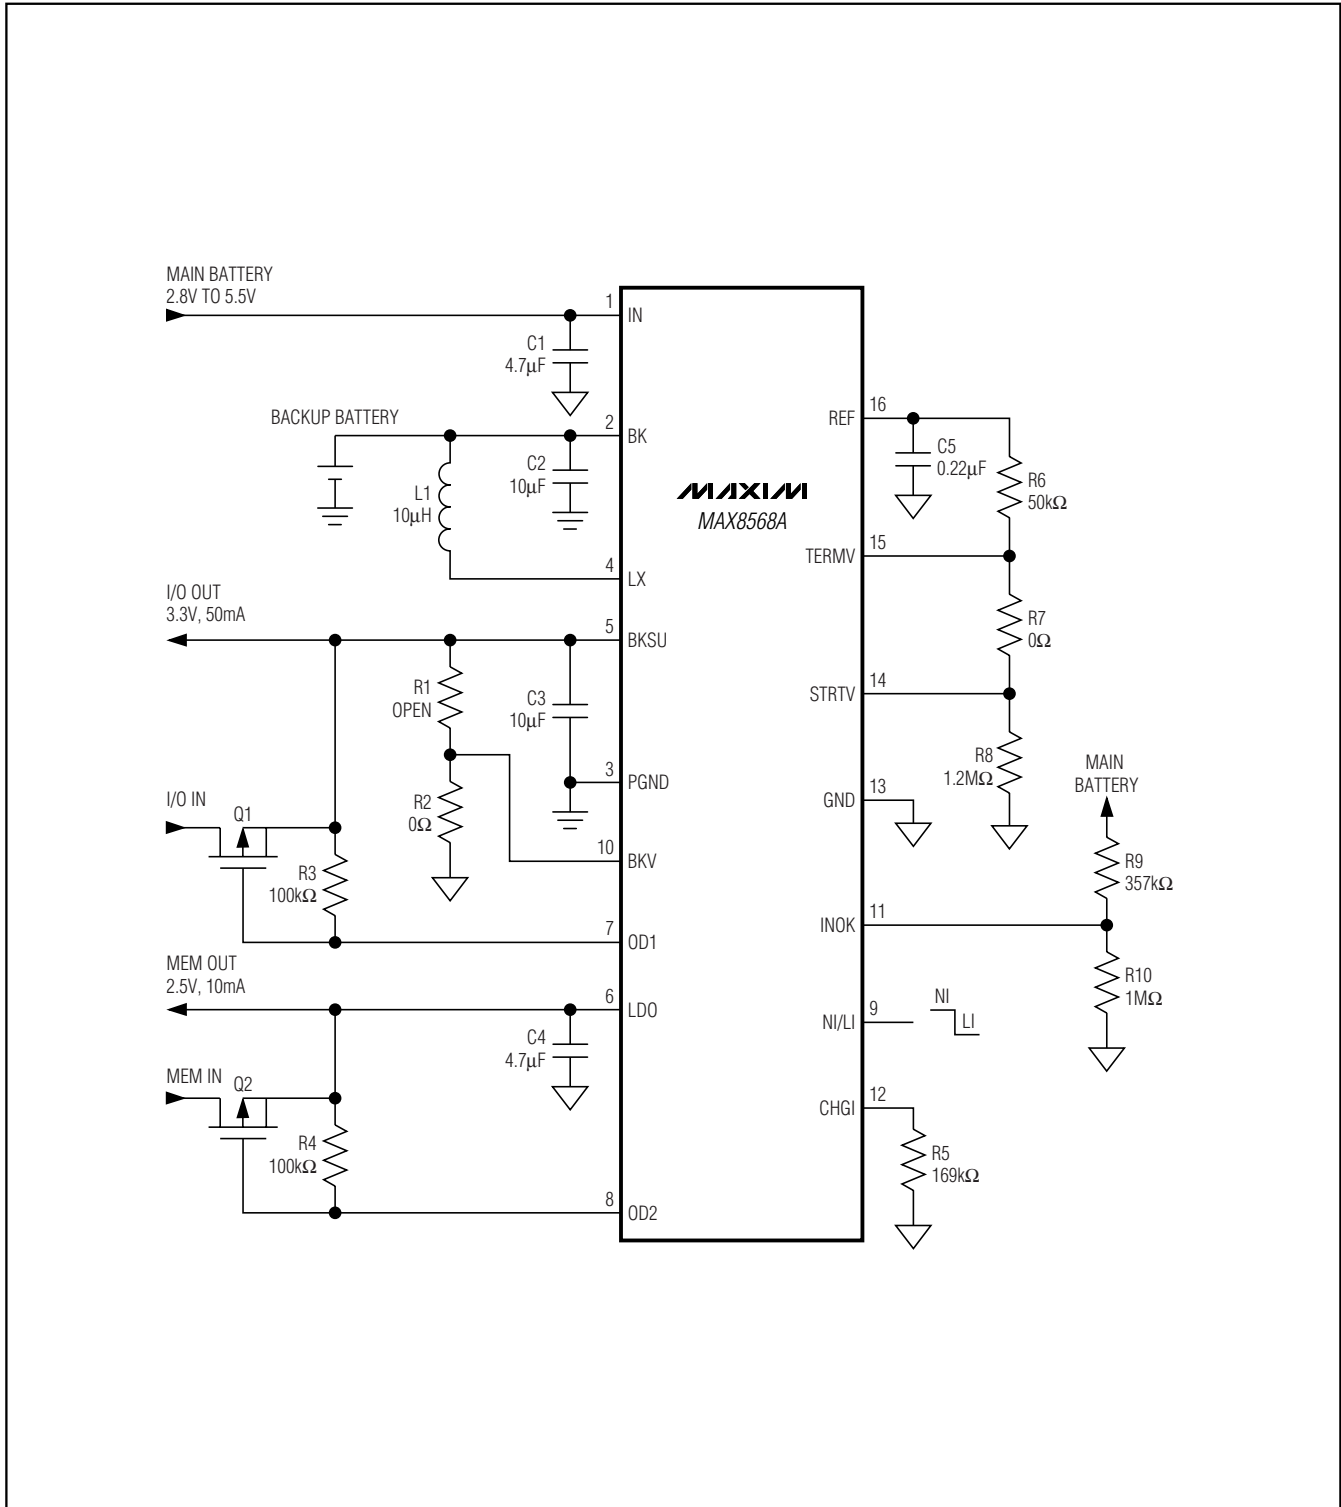 MAIN BATTERY
2.8V TO 5.5V
1
IN
C1
4.7µF
BACKUP BATTERY
2
BK
C2
10µF
L1
10µH
4
LX
I/O OUT
3.3V, 50mA
5
BKSU
R1
OPEN
C3
10µF
3
PGND
I/O IN
Q1
R2
0Ω
10
BKV
R3
100kΩ
7
OD1
MEM OUT
2.5V, 10mA
6
LDO
C4
4.7µF
MEM IN
Q2
R4
100kΩ
8
OD2
MAXIM
MAX8568A
REF
16
C5
0.22µF
R6
50kΩ
TERMV
15
R7
0Ω
STRTV
14
R8
1.2MΩ
MAIN
BATTERY
GND
13
R9
357kΩ
INOK
11
R10
1MΩ
NI/LI
9
NI
LI
CHGI
12
R5
169kΩ